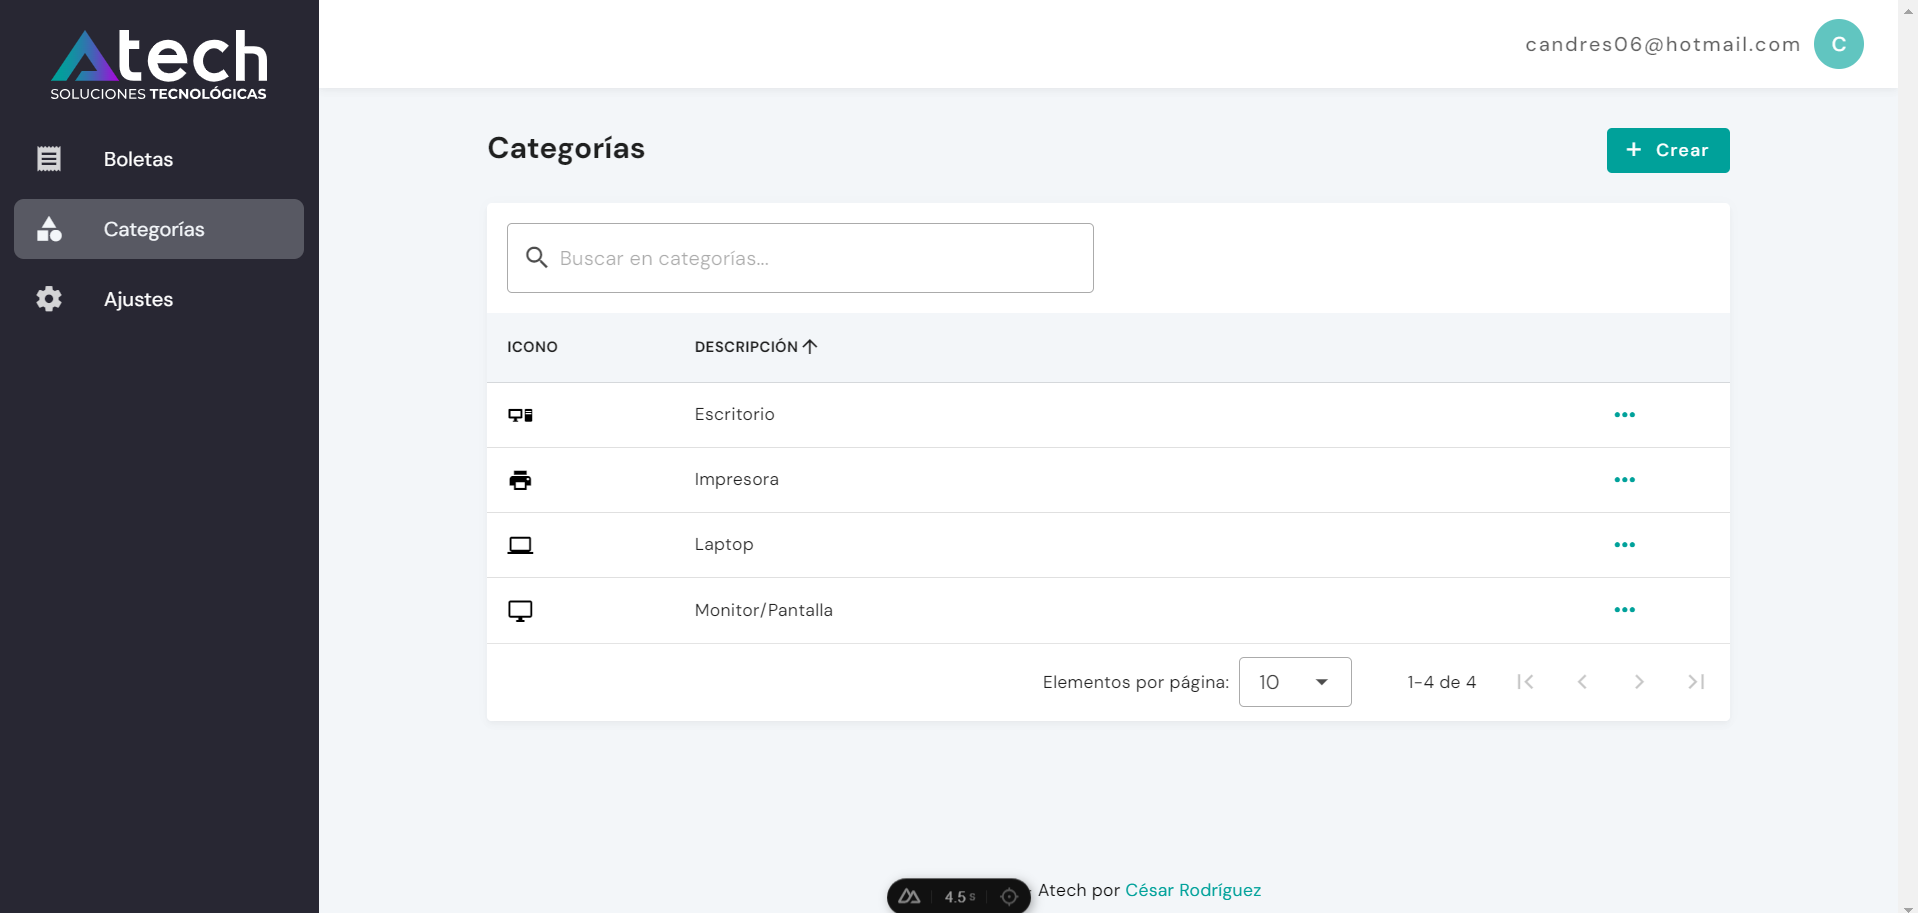 Atech
SOLUCIONES TECNOLÓGICAS
candres06@hotmail.com
C
Boletas
Categorías
Ajustes
Categorías
+ Crear
Buscar en categorías...
ICONO
DESCRIPCIÓN
Escritorio
Impresora
Laptop
Monitor/Pantalla
Elementos por página:
10
1-4 de 4
Atech por César Rodríguez
4.5 s